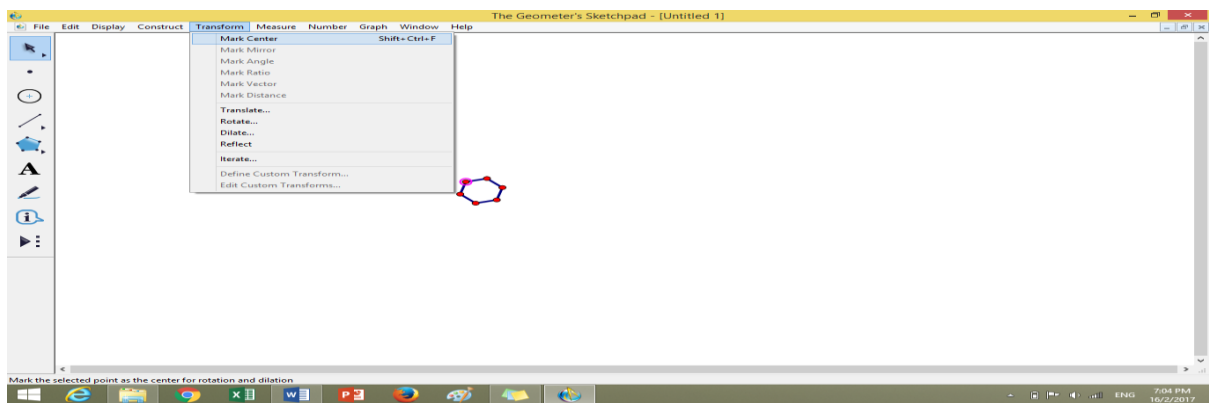 The Geometer's Sketchpad - [Untitled 1]
File Edit Display Construct Transform Measure Number Graph Window Help
Mark Center Shift+Ctrl+F
Mark Mirror
Mark Angle
Mark Ratio
Mark Vector
Mark Distance
Translate...
Rotate...
Dilate...
Reflect
Iterate...
Define Custom Transform...
Edit Custom Transforms...
A
Mark the selected point as the center for rotation and dilation
ENG
7:04 PM
16/2/2017